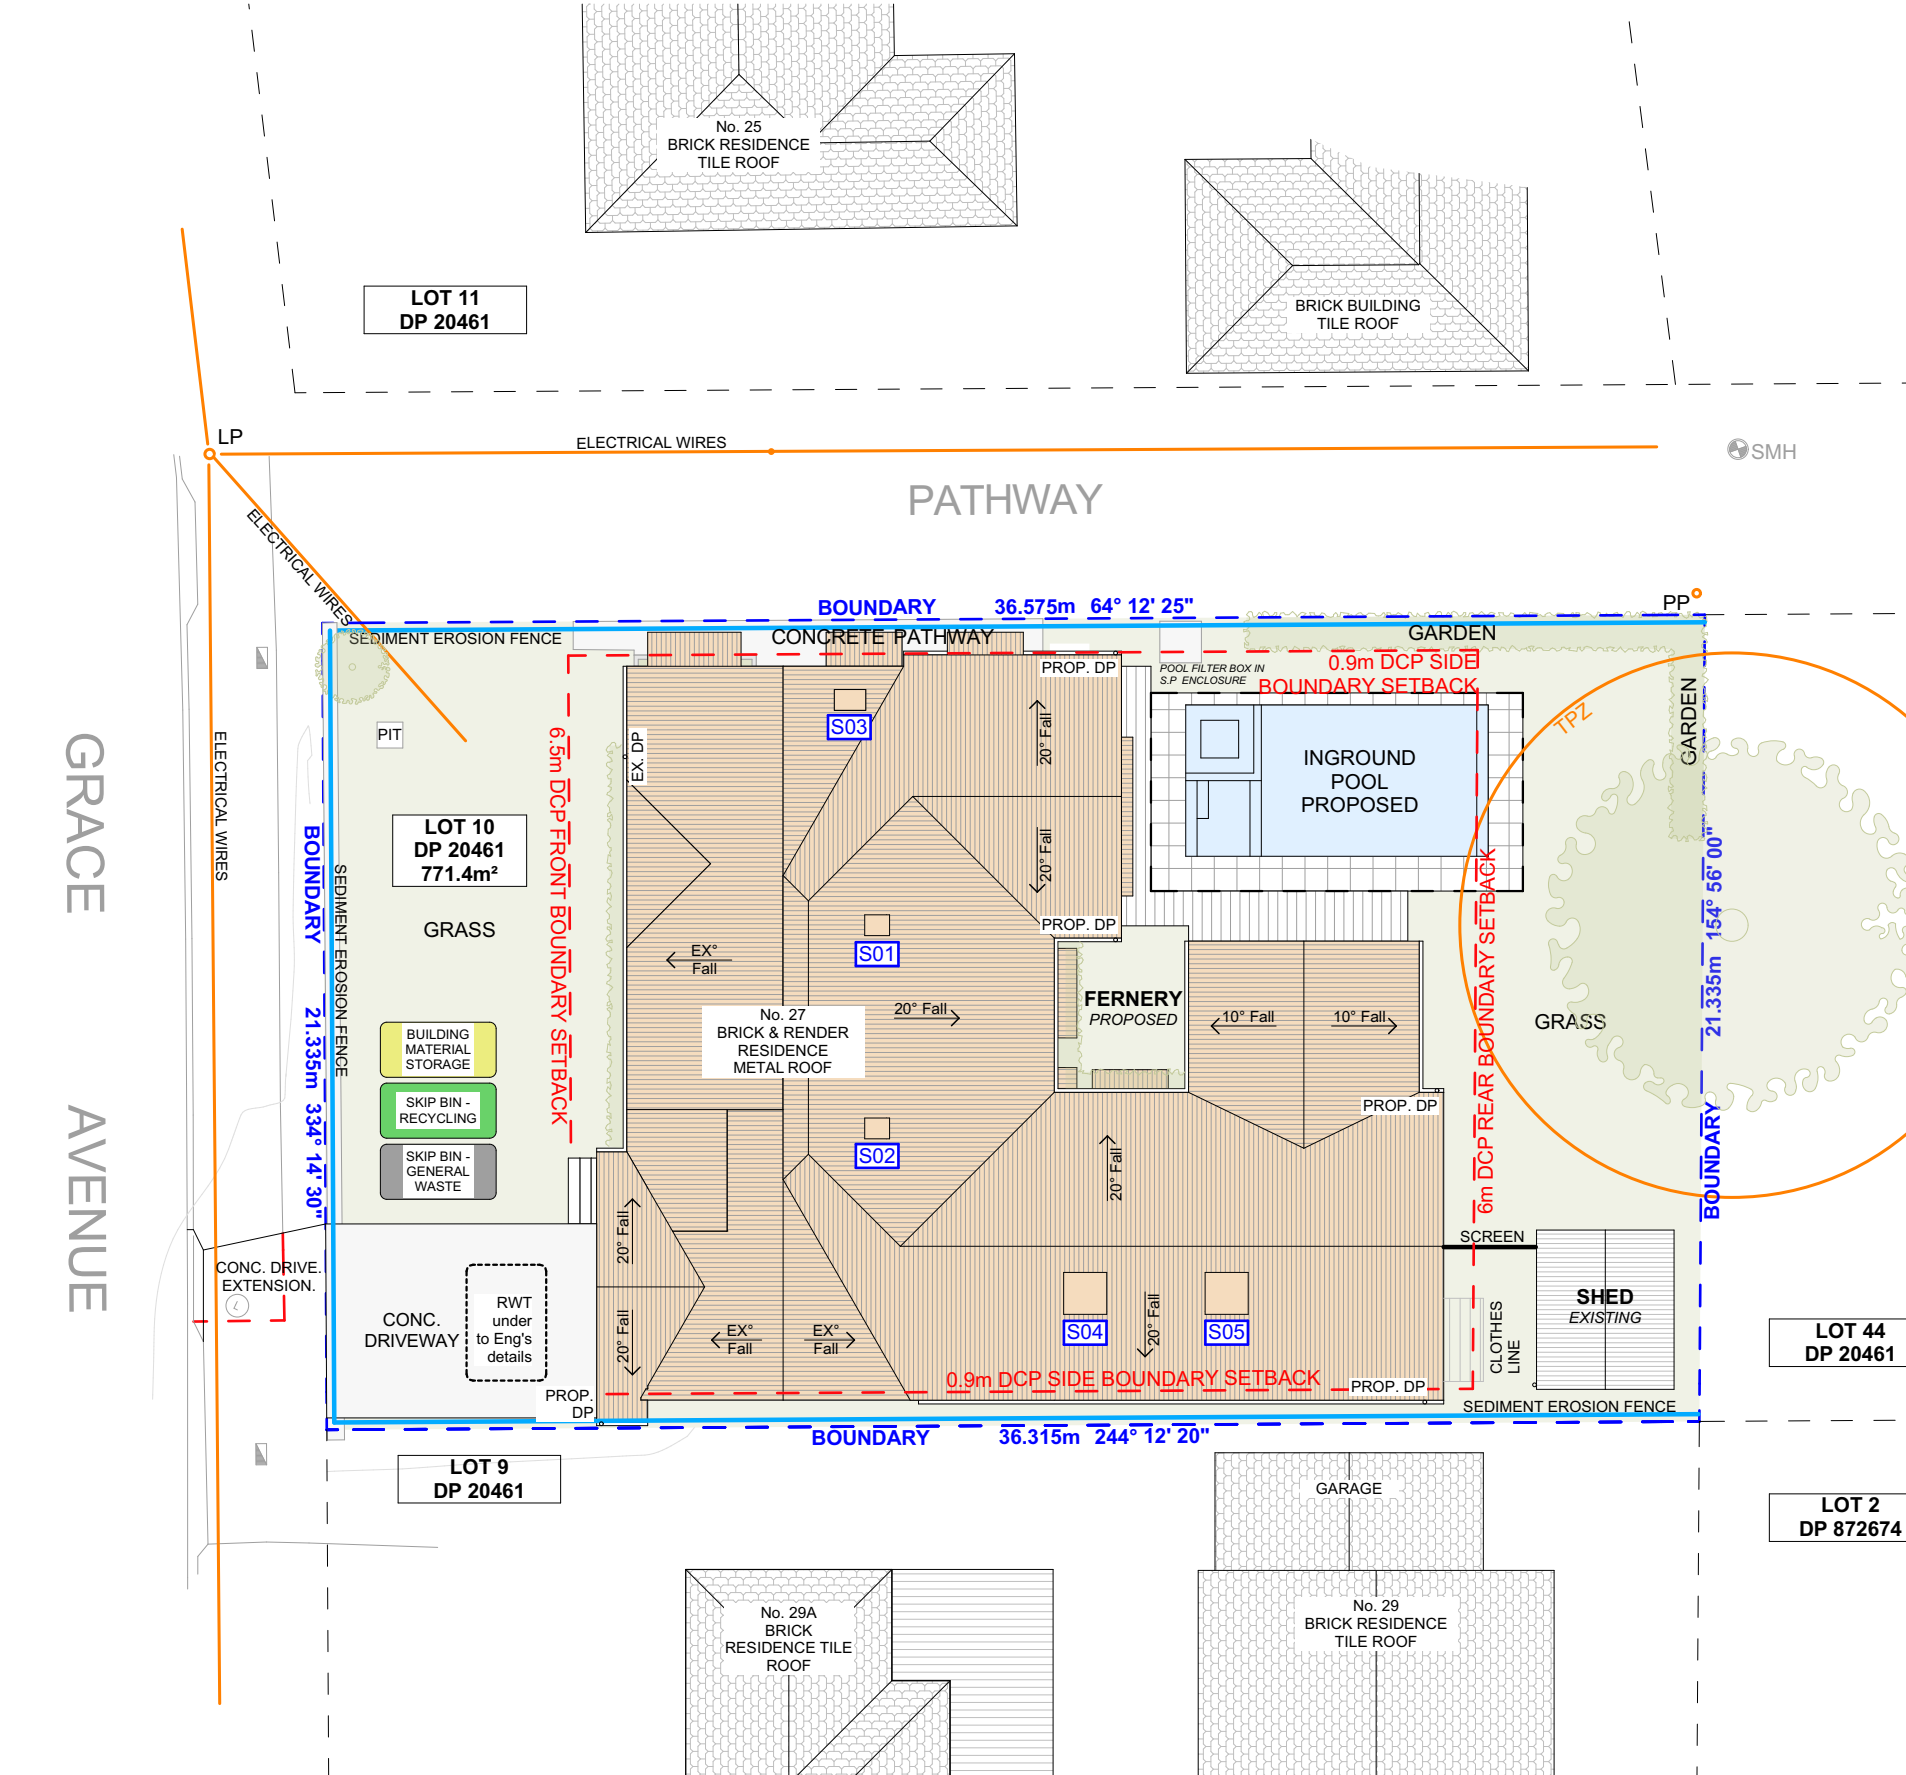 No. 25
BRICK RESIDENCE
TILE ROOF
BRICK BUILDING
TILE ROOF
LOT 11
DP 20461
LP
ELECTRICAL WIRES
SMH
PATHWAY
ELECTRICAL WIRES
PP
BOUNDARY 36.575m 64° 12' 25"
SEDIMENT EROSION FENCE
CONCRETE PATHWAY
GARDEN
PROP. DP
POOL FILTER BOX IN
S.P ENCLOSURE
0.9m DCP SIDE
BOUNDARY SETBACK
TPZ
GARDEN
S03
PIT
EX. DP
20° Fall
INGROUND
POOL
PROPOSED
GRACE AVENUE
ELECTRICAL WIRES
BOUNDARY 21.335m 334° 14' 30"
SEDIMENT EROSION FENCE
6.5m DCP FRONT BOUNDARY SETBACK
LOT 10
DP 20461
771.4m²
GRASS
20° Fall
PROP. DP
S01
EX°
Fall
20° Fall
No. 27
BRICK & RENDER
RESIDENCE
METAL ROOF
FERNERY
PROPOSED
10° Fall
10° Fall
6m DCP REAR BOUNDARY SETBACK
GRASS
BOUNDARY 21.335m 154° 56' 00"
BUILDING
MATERIAL
STORAGE
SKIP BIN -
RECYCLING
SKIP BIN -
GENERAL
WASTE
S02
PROP. DP
20° Fall
20° Fall
SCREEN
CONC. DRIVE.
EXTENSION.
CONC.
DRIVEWAY
RWT
under
to Eng's
details
20° Fall
EX°
Fall
EX°
Fall
S04
20° Fall
S05
CLOTHES
LINE
SHED
EXISTING
LOT 44
DP 20461
0.9m DCP SIDE BOUNDARY SETBACK
PROP. DP
PROP.
DP
SEDIMENT EROSION FENCE
BOUNDARY 36.315m 244° 12' 20"
LOT 9
DP 20461
GARAGE
LOT 2
DP 872674
No. 29A
BRICK
RESIDENCE TILE
ROOF
No. 29
BRICK RESIDENCE
TILE ROOF